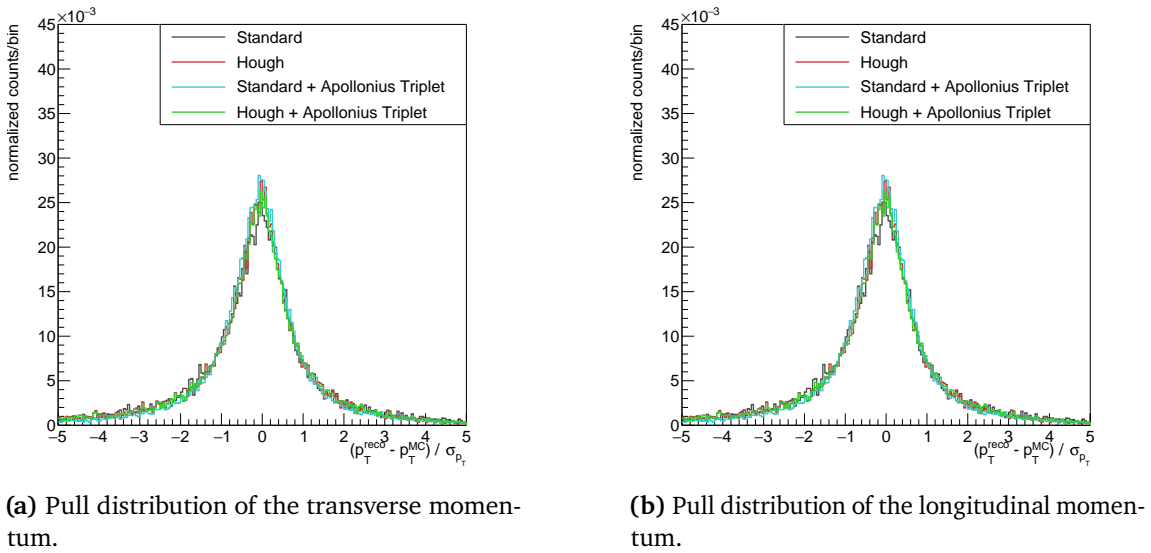 ×10⁻³
45
40
35
30
25
20
15
10
5
0
normalized counts/bin
Standard
Hough
Standard + Apollonius Triplet
Hough + Apollonius Triplet
−5 −4 −3 −2 −1 0 1 2 3 4 5
(p_T^reco - p_T^MC) / σ_p_T
(a) Pull distribution of the transverse momen-
tum.
×10⁻³
45
40
35
30
25
20
15
10
5
0
normalized counts/bin
Standard
Hough
Standard + Apollonius Triplet
Hough + Apollonius Triplet
−5 −4 −3 −2 −1 0 1 2 3 4 5
(p_T^reco - p_T^MC) / σ_p_T
(b) Pull distribution of the longitudinal momen-
tum.